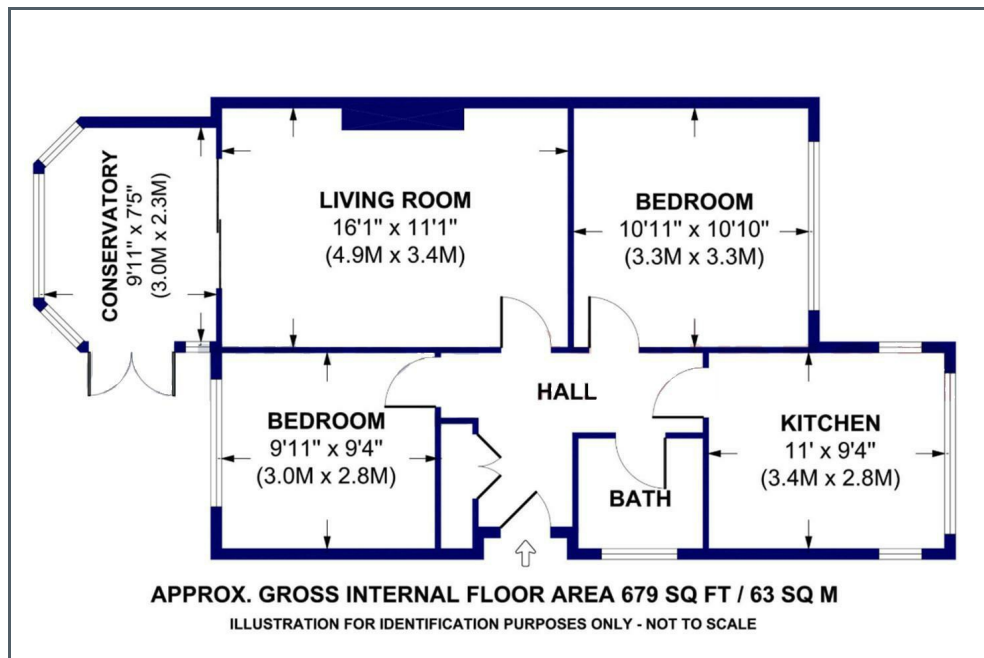 CONSERVATORY
9'11" x 7'5"
(3.0M x 2.3M)
LIVING ROOM
16'1" x 11'1"
(4.9M x 3.4M)
BEDROOM
10'11" x 10'10"
(3.3M x 3.3M)
BEDROOM
9'11" x 9'4"
(3.0M x 2.8M)
HALL
BATH
KITCHEN
11' x 9'4"
(3.4M x 2.8M)
APPROX. GROSS INTERNAL FLOOR AREA 679 SQ FT / 63 SQ M
ILLUSTRATION FOR IDENTIFICATION PURPOSES ONLY - NOT TO SCALE